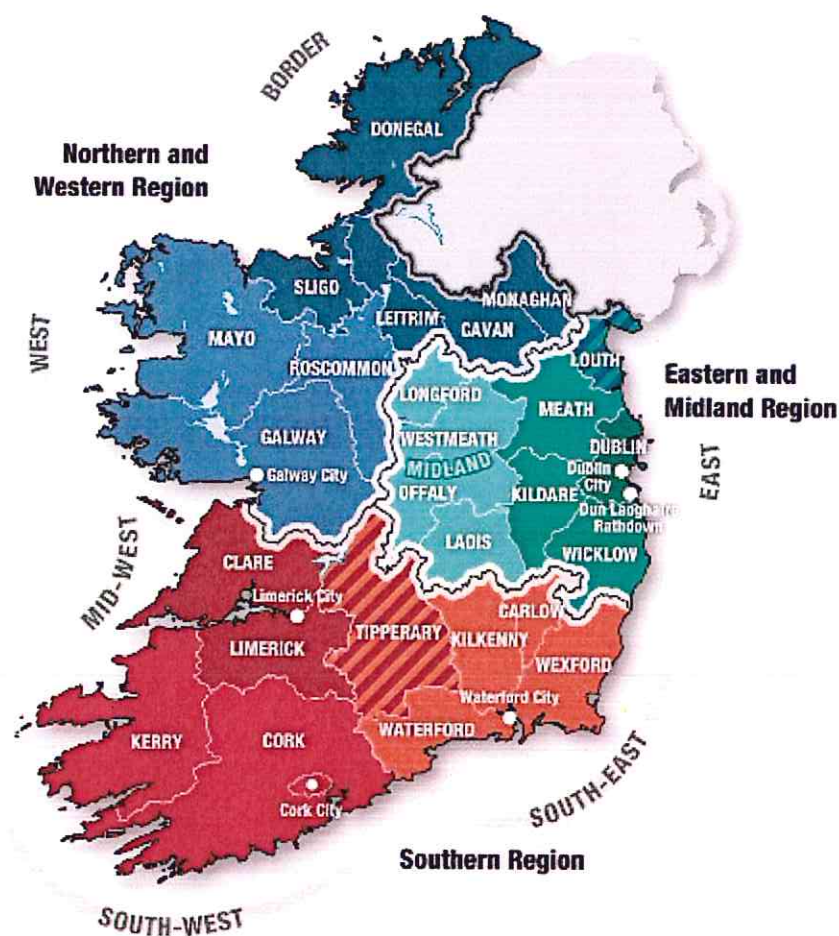 BORDER
DONEGAL
Northern and
Western Region
SLIGO
LEITRIM
MONAGHAN
CAVAN
WEST
MAYO
ROSCOMMON
LOUTH
LONGFORD
MEATH
Eastern and
Midland Region
GALWAY
Galway City
WESTMEATH
MIDLAND
OFFALY
DUBLIN
Dublin
City
KILDARE
Dun Laoghaire
Rathdown
EAST
LAOIS
WICKLOW
MID-WEST
CLARE
Limerick City
LIMERICK
TIPPERARY
CARLOW
KILKENNY
WEXFORD
Waterford City
WATERFORD
KERRY
CORK
Cork City
SOUTH-EAST
Southern Region
SOUTH-WEST